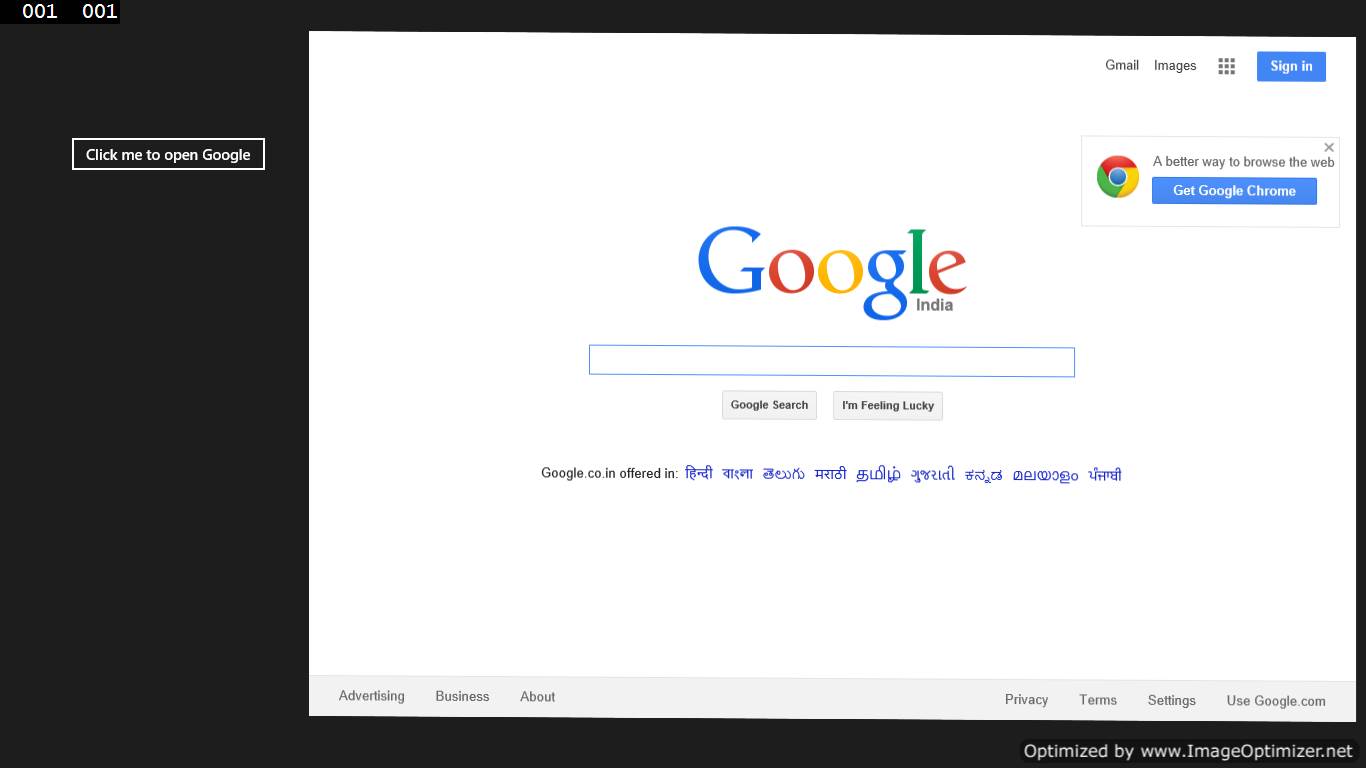 001 001
Gmail Images Sign in
Click me to open Google
A better way to browse the web
Get Google Chrome
Google
India
Google Search I'm Feeling Lucky
Google.co.in offered in: हिन्दी বাংলা తెలుగు मराठी தமிழ் ગુજરાતી ಕನ್ನಡ മലയാളം ਪੰਜਾਬੀ
Advertising Business About Privacy Terms Settings Use Google.com
Optimized by www.ImageOptimizer.net